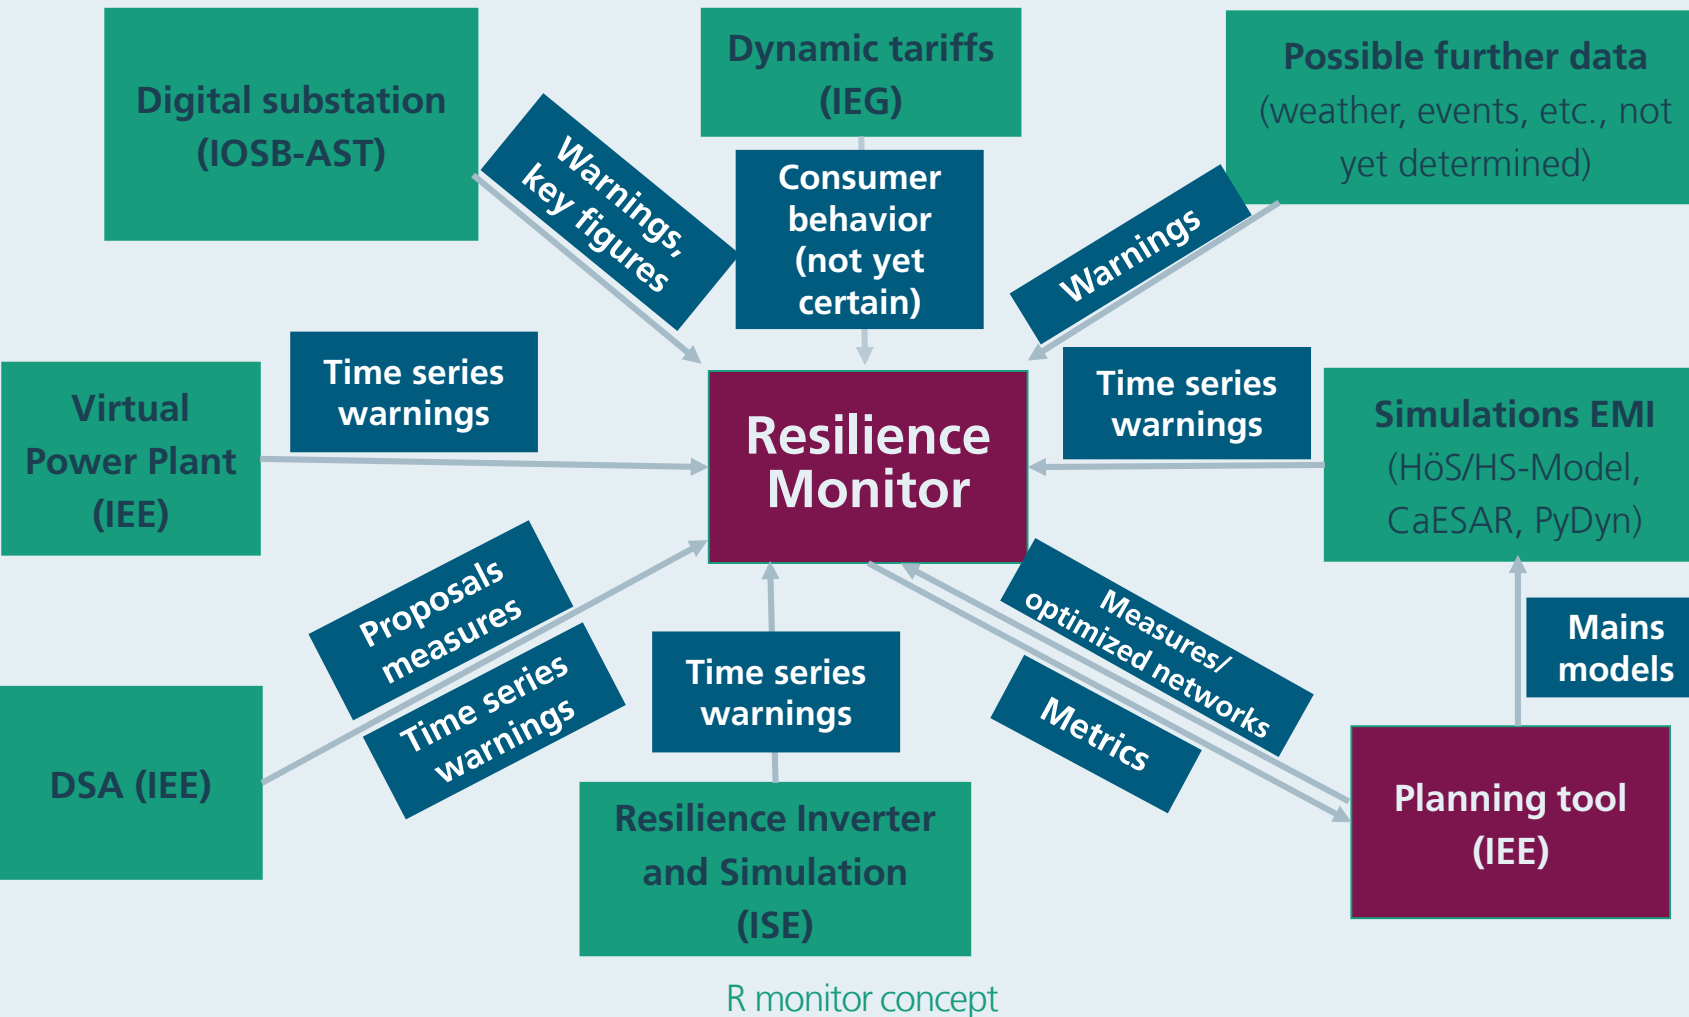 Digital substation
(IOSB-AST)
Dynamic tariffs
(IEG)
Possible further data
(weather, events, etc., not
yet determined)
Warnings,
key figures
Consumer
behavior
(not yet
certain)
Warnings
Virtual
Power Plant
(IEE)
Time series
warnings
Resilience
Monitor
Time series
warnings
Simulations EMI
(HöS/HS-Model,
CaESAR, PyDyn)
Proposals
measures
Time series
warnings
Time series
warnings
Measures/
optimized networks
Metrics
Mains
models
DSA (IEE)
Resilience Inverter
and Simulation
(ISE)
Planning tool
(IEE)
R monitor concept